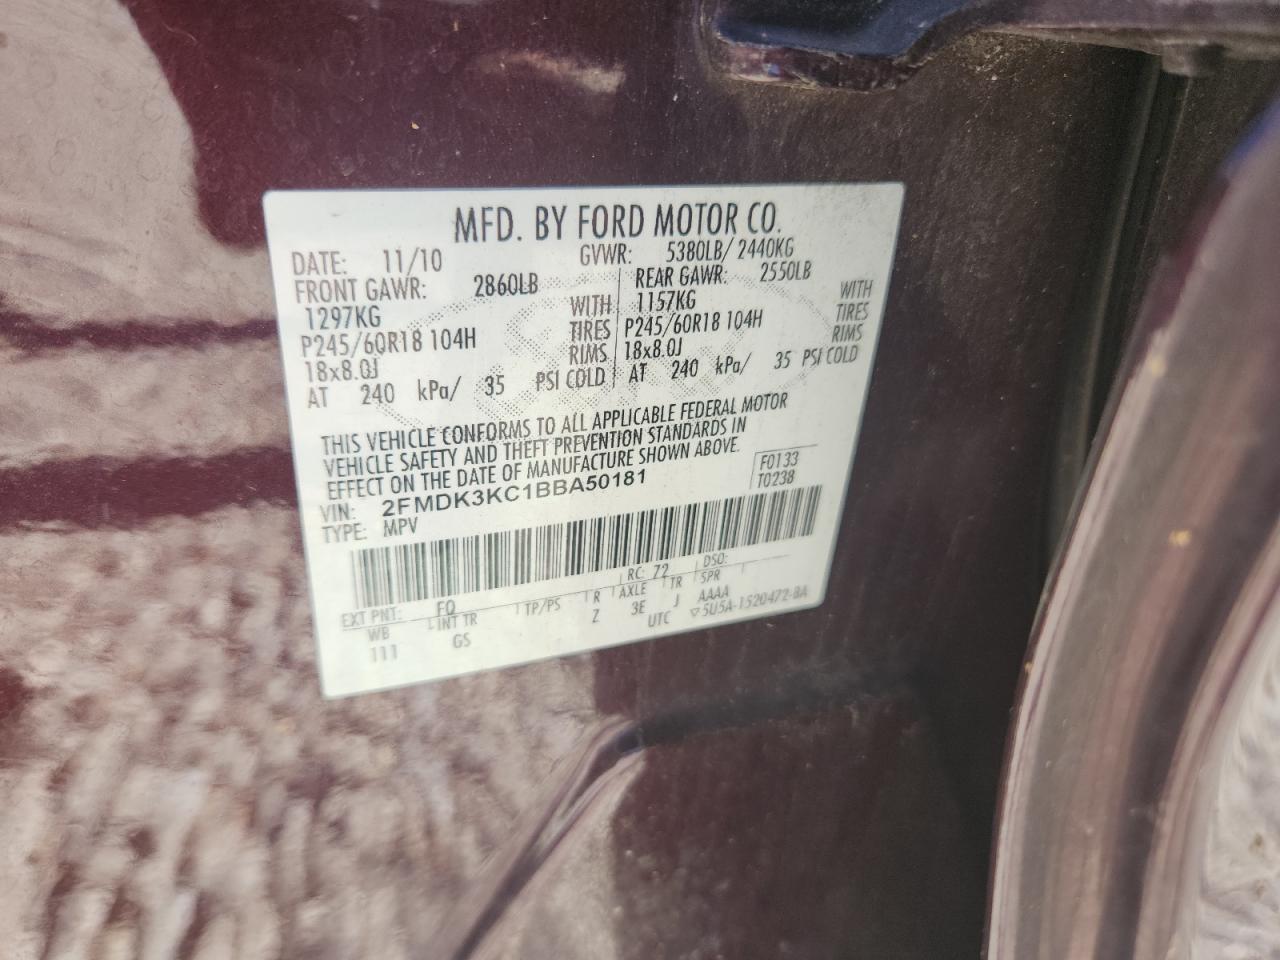 MFD. BY FORD MOTOR CO.
DATE: 11/10 GVWR: 5380LB/ 2440KG
FRONT GAWR: 2860LB REAR GAWR: 2550LB
1297KG WITH 1157KG WITH
P245/60R18 104H TIRES P245/60R18 104H TIRES
18x8.0J RIMS 18x8.0J RIMS
AT 240 kPa/ 35 PSI COLD AT 240 kPa/ 35 PSI COLD
THIS VEHICLE CONFORMS TO ALL APPLICABLE FEDERAL MOTOR
VEHICLE SAFETY AND THEFT PREVENTION STANDARDS IN
EFFECT ON THE DATE OF MANUFACTURE SHOWN ABOVE.
VIN: 2FMDK3KC1BBA50181 F0133
TYPE: MPV T0238
EXT PNT: FQ RC: 72 DSO:
WB INT TR TP/PS R AXLE TR SPR
111 GS Z 3E J AAAA
UTC ▽5U5A-1520472-BA